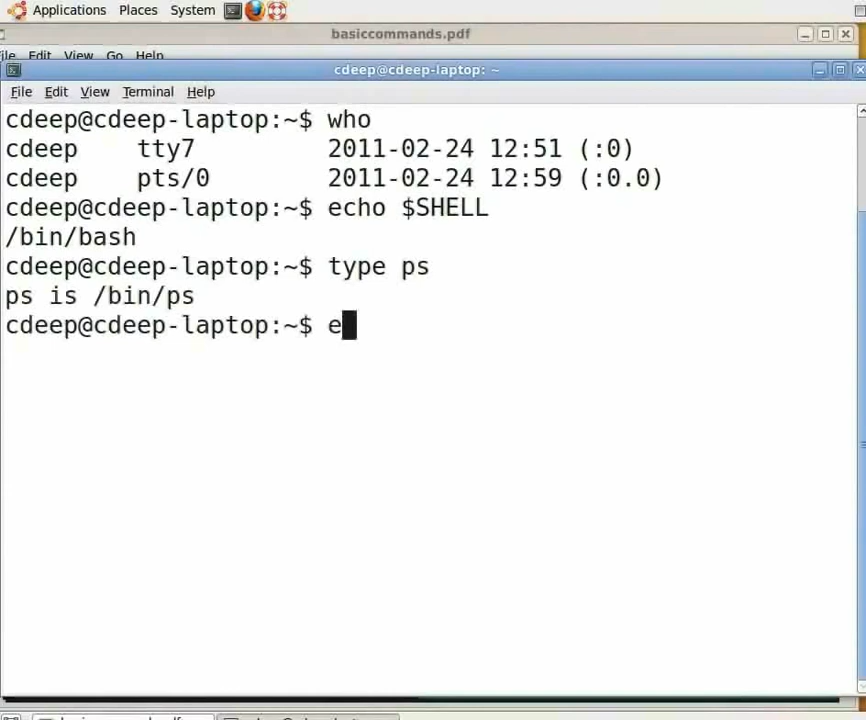 Applications Places System
basiccommands.pdf
File Edit View Go Help
cdeep@cdeep-laptop: ~
File Edit View Terminal Help
cdeep@cdeep-laptop:~$ who
cdeep tty7 2011-02-24 12:51 (:0)
cdeep pts/0 2011-02-24 12:59 (:0.0)
cdeep@cdeep-laptop:~$ echo $SHELL
/bin/bash
cdeep@cdeep-laptop:~$ type ps
ps is /bin/ps
cdeep@cdeep-laptop:~$ e